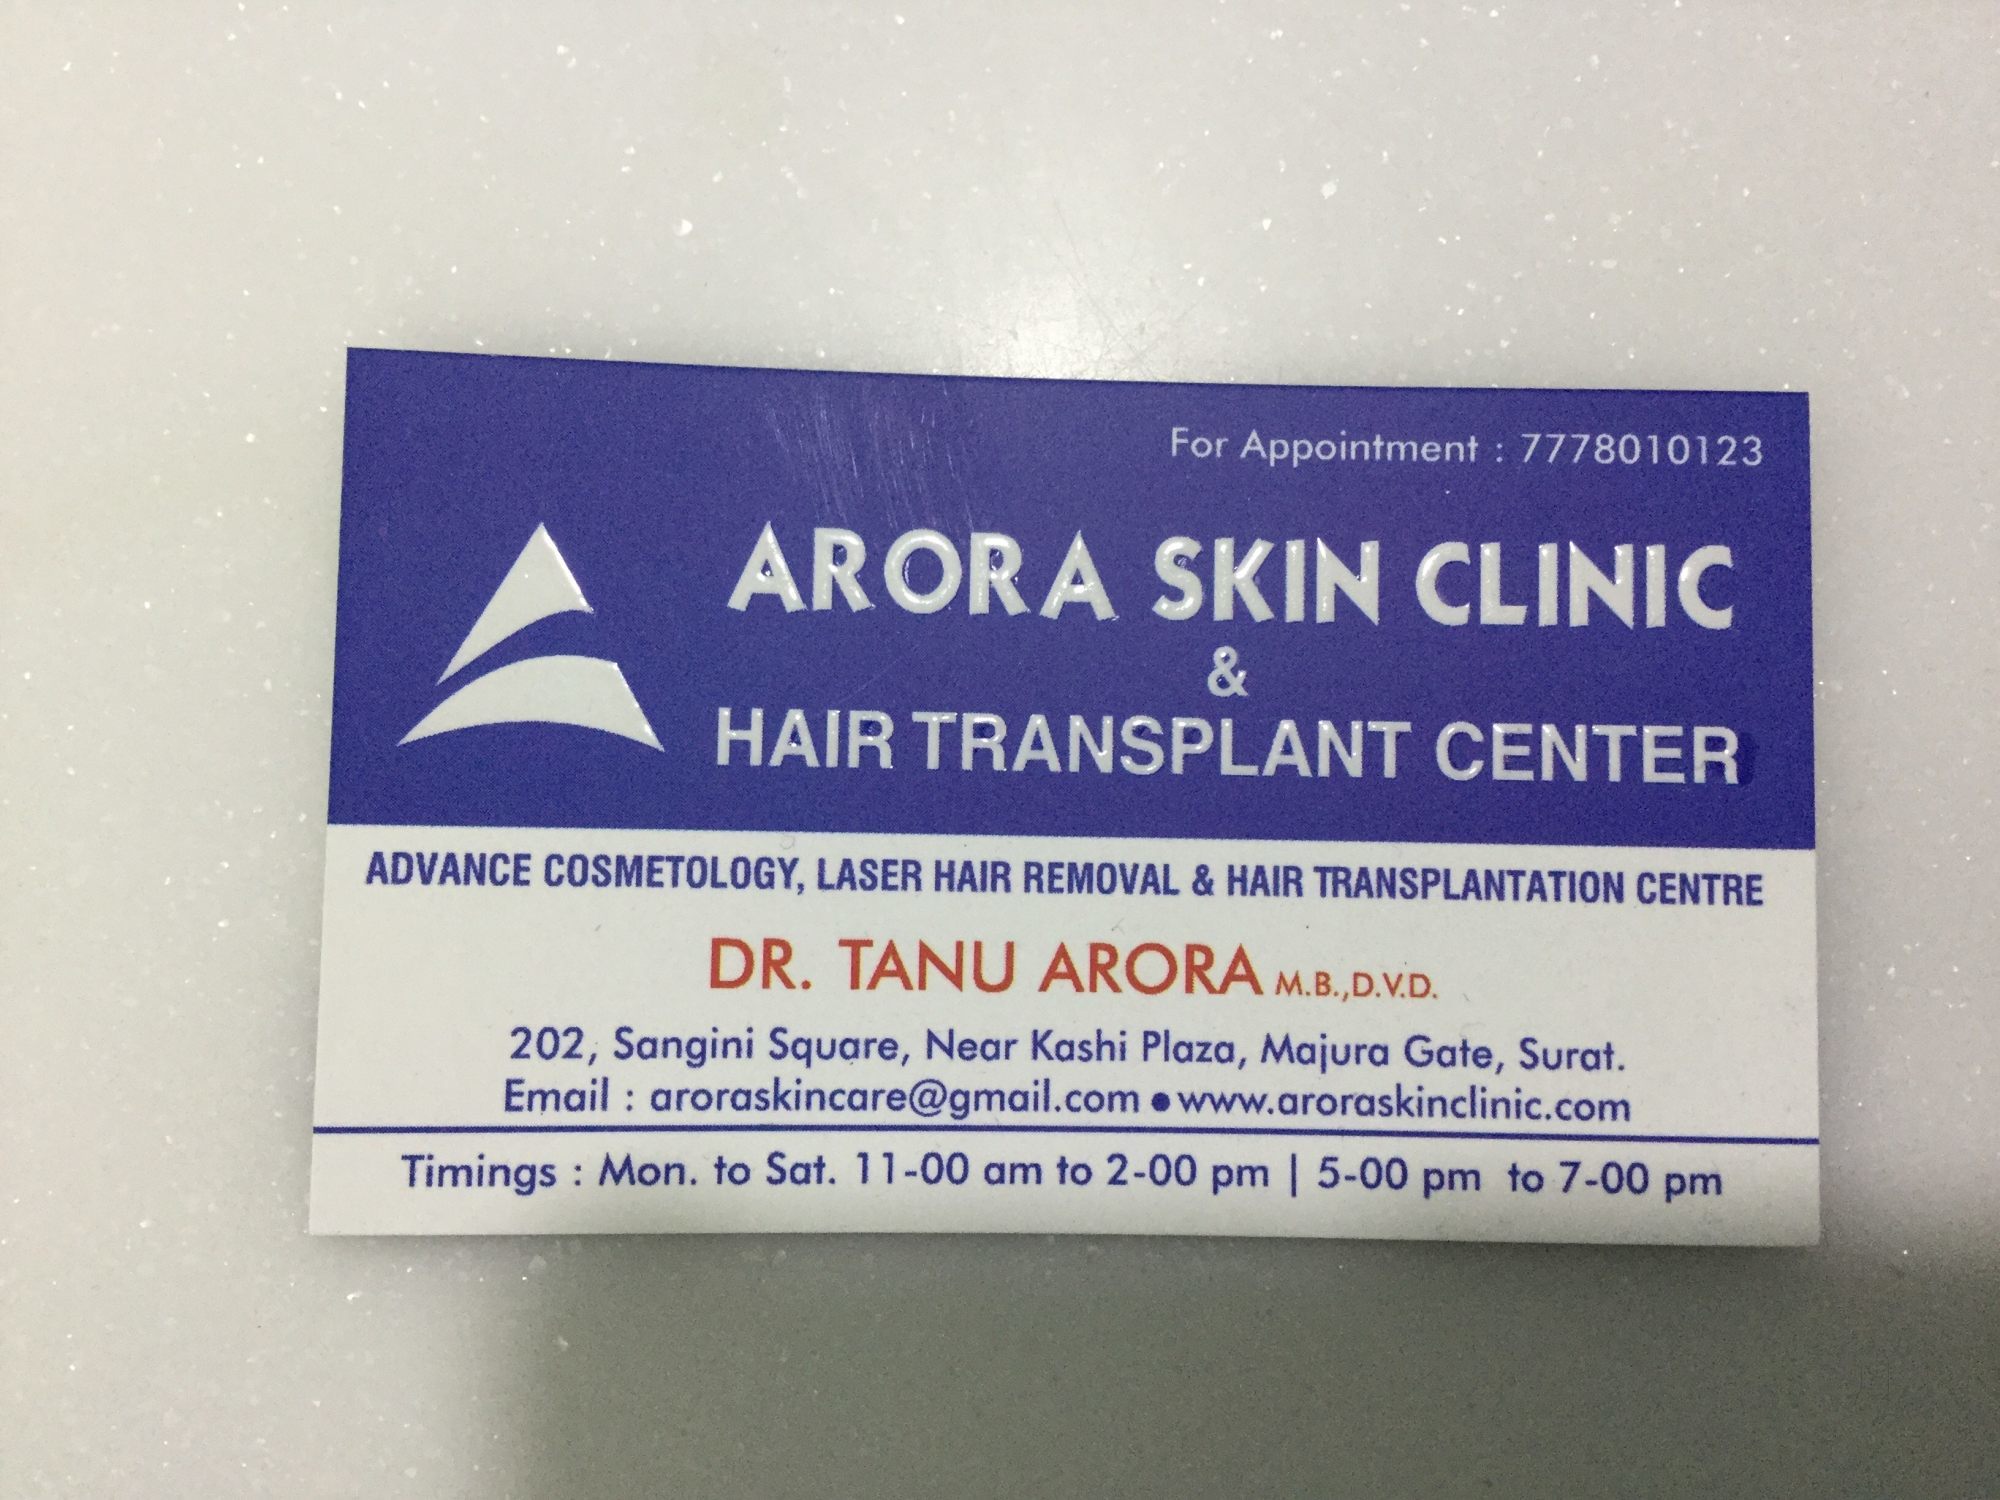 For Appointment : 7778010123
ARORA SKIN CLINIC
&
HAIR TRANSPLANT CENTER
ADVANCE COSMETOLOGY, LASER HAIR REMOVAL & HAIR TRANSPLANTATION CENTRE
DR. TANU ARORA M.B.,D.V.D.
202, Sangini Square, Near Kashi Plaza, Majura Gate, Surat.
Email : aroraskincare@gmail.com ● www.aroraskinclinic.com
Timings : Mon. to Sat. 11-00 am to 2-00 pm | 5-00 pm to 7-00 pm